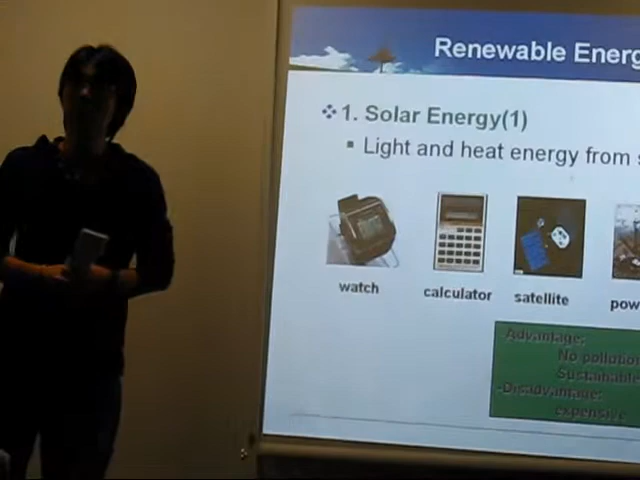 Renewable Energ
1. Solar Energy(1)
Light and heat energy from s
watch calculator satellite pow
Advantage:
No pollution
Sustainable
-Disadvantage:
expensive